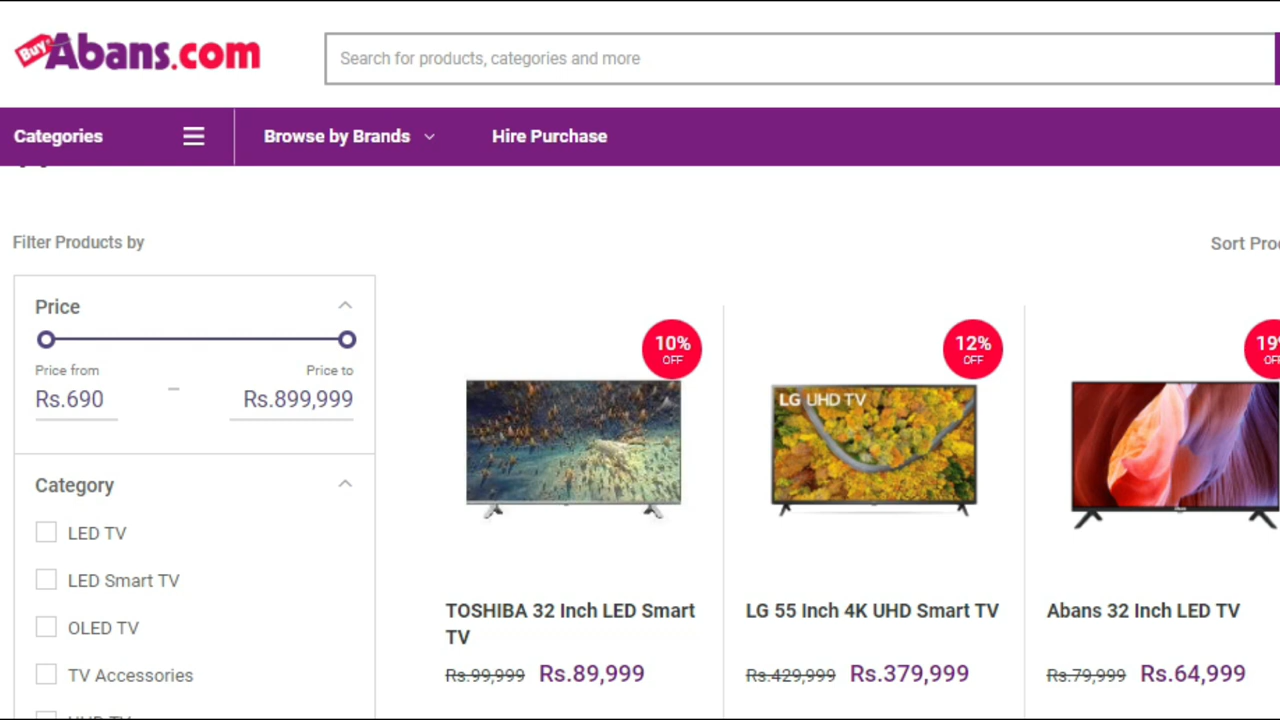 Buy Abans.com
Search for products, categories and more
Categories
Browse by Brands
Hire Purchase
Filter Products by
Sort
Price
Price from
Price to
Rs.690
–
Rs.899,999
Category
LED TV
LED Smart TV
OLED TV
TV Accessories
10%
OFF
LG UHD TV
12%
OFF
TOSHIBA 32 Inch LED Smart
TV
Rs.99,999 Rs.89,999
LG 55 Inch 4K UHD Smart TV
Rs.429,999 Rs.379,999
Abans 32 Inch LED TV
Rs.79,999 Rs.64,999